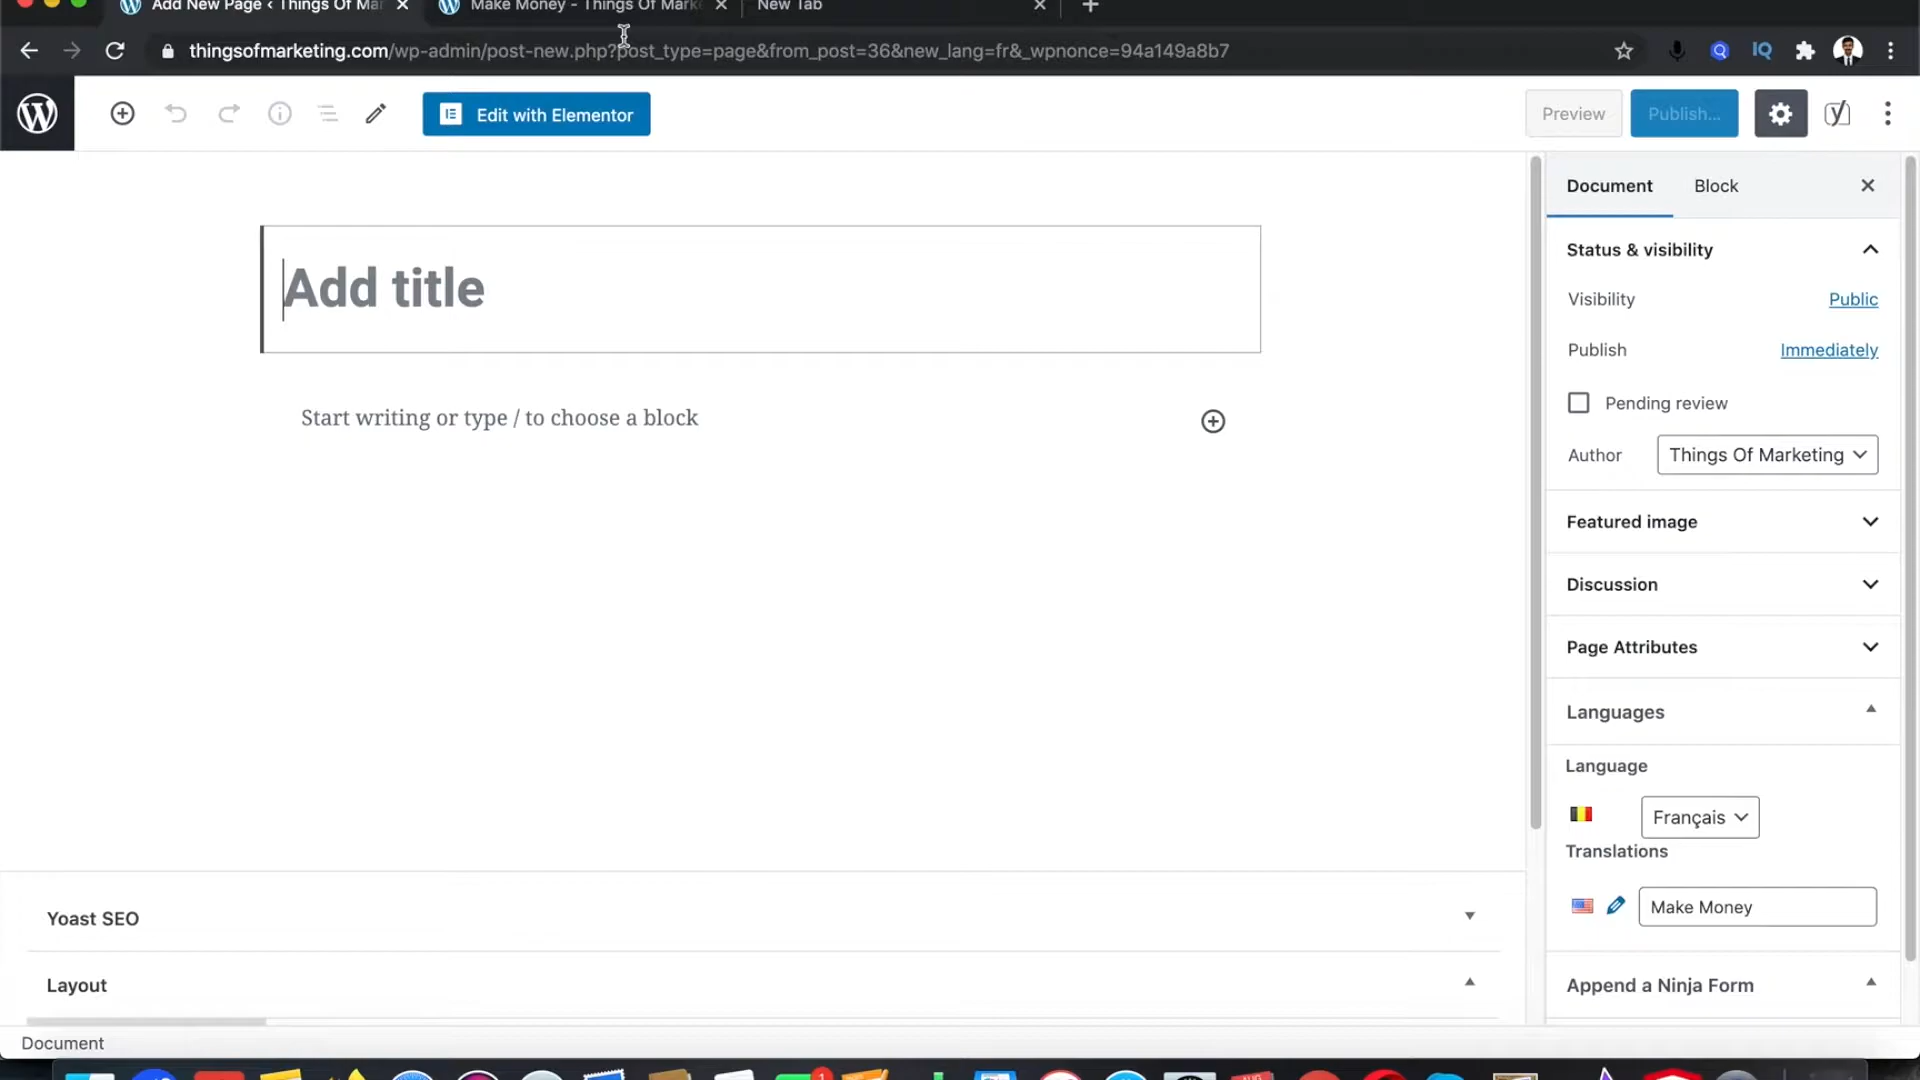 Add New Page ‹ Things Of Mar
Make Money - Things Of Marke
New Tab
thingsofmarketing.com/wp-admin/post-new.php?post_type=page&from_post=36&new_lang=fr&_wpnonce=94a149a8b7
IQ
Edit with Elementor
Preview
Publish...
Document
Block
Add title
Start writing or type / to choose a block
Status & visibility
Visibility
Public
Publish
Immediately
Pending review
Author
Things Of Marketing
Featured image
Discussion
Page Attributes
Languages
Language
Français
Translations
Make Money
Append a Ninja Form
Yoast SEO
Layout
Document
1